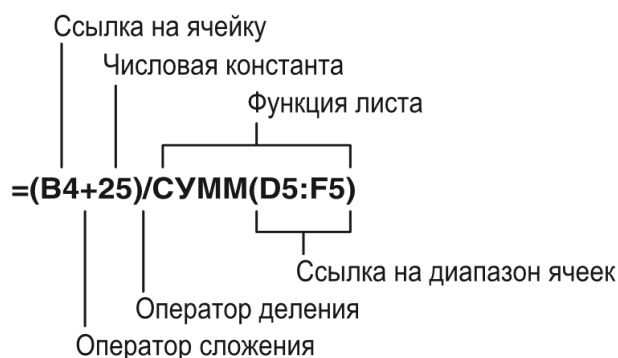 Ссылка на ячейку
Числовая константа
Функция листа
=(B4+25)/СУММ(D5:F5)
Ссылка на диапазон ячеек
Оператор деления
Оператор сложения